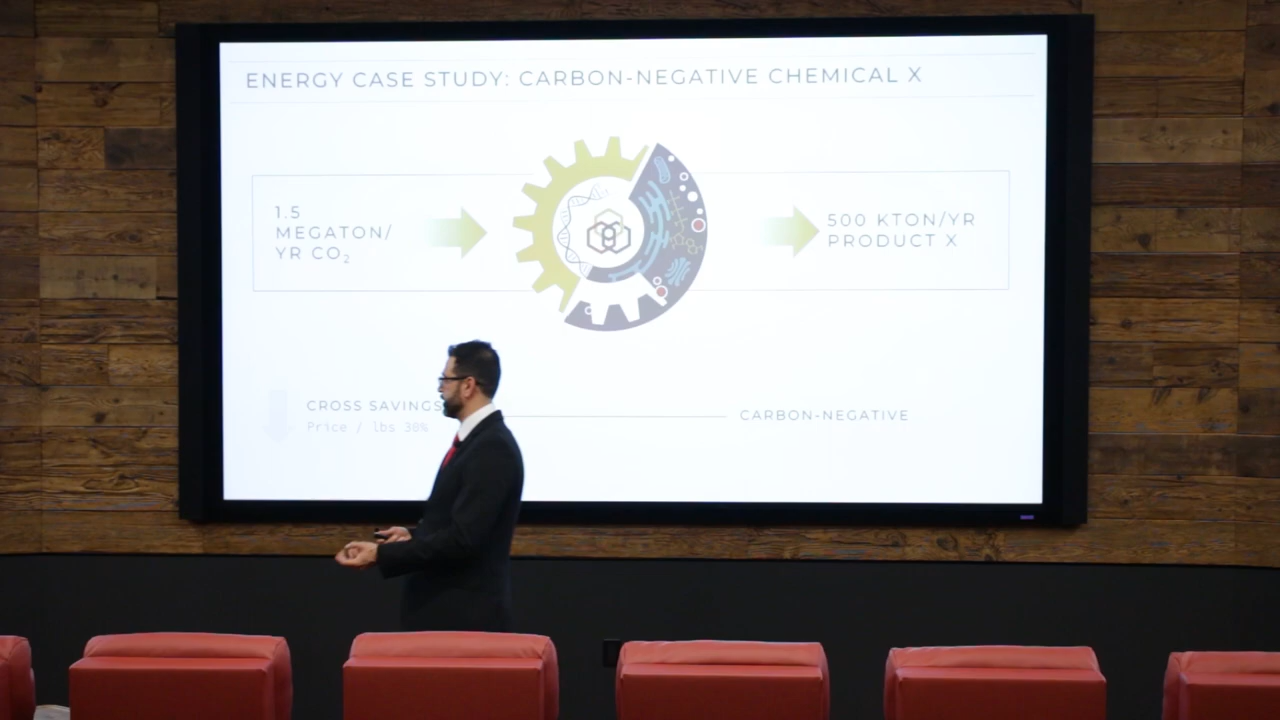 ENERGY CASE STUDY: CARBON-NEGATIVE CHEMICAL X
1.5
MEGATON/
YR CO₂
500 KTON/YR
PRODUCT X
CROSS SAVINGS
Price / lbs 30%
CARBON-NEGATIVE